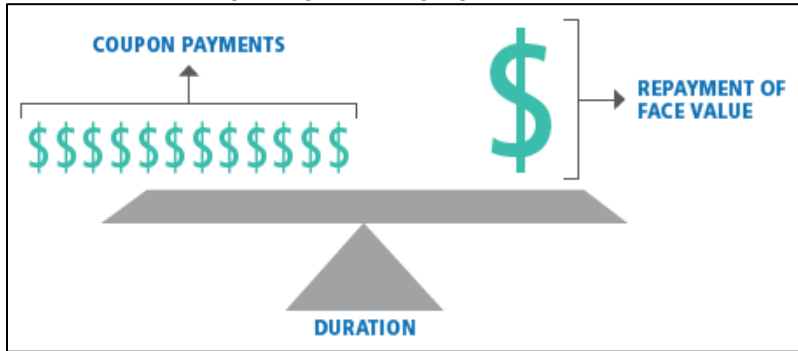 COUPON PAYMENTS
$$$$$$$$$$$$
$
REPAYMENT OF
FACE VALUE
DURATION